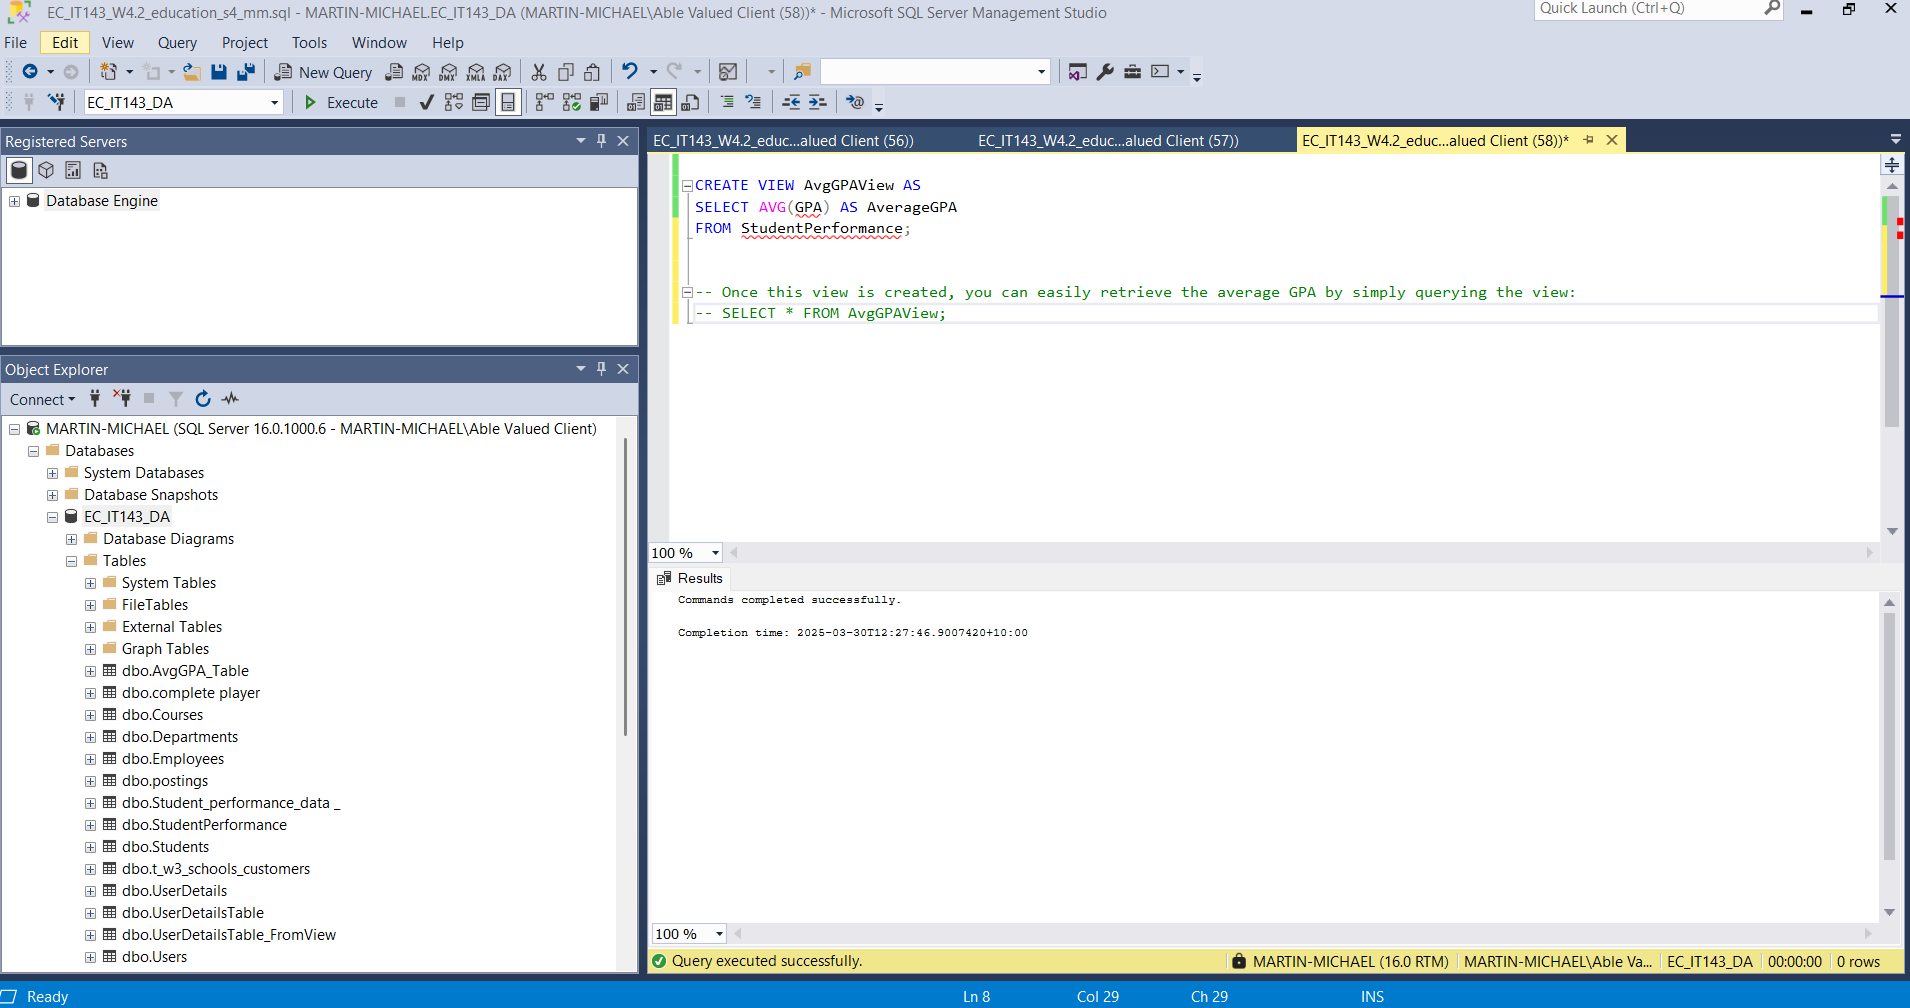 EC_IT143_W4.2_education_s4_mm.sql - MARTIN-MICHAEL.EC_IT143_DA (MARTIN-MICHAEL\Able Valued Client (58))* - Microsoft SQL Server Management Studio
Quick Launch (Ctrl+Q)
File Edit View Query Project Tools Window Help
New Query MDX DMX XMLA DAX
EC_IT143_DA Execute
Registered Servers
Database Engine
Object Explorer
Connect
MARTIN-MICHAEL (SQL Server 16.0.1000.6 - MARTIN-MICHAEL\Able Valued Client)
Databases
System Databases
Database Snapshots
EC_IT143_DA
Database Diagrams
Tables
System Tables
FileTables
External Tables
Graph Tables
dbo.AvgGPA_Table
dbo.complete player
dbo.Courses
dbo.Departments
dbo.Employees
dbo.postings
dbo.Student_performance_data _
dbo.StudentPerformance
dbo.Students
dbo.t_w3_schools_customers
dbo.UserDetails
dbo.UserDetailsTable
dbo.UserDetailsTable_FromView
dbo.Users
EC_IT143_W4.2_educ...alued Client (56)) EC_IT143_W4.2_educ...alued Client (57)) EC_IT143_W4.2_educ...alued Client (58))*
CREATE VIEW AvgGPAView AS
SELECT AVG(GPA) AS AverageGPA
FROM StudentPerformance;
-- Once this view is created, you can easily retrieve the average GPA by simply querying the view:
-- SELECT * FROM AvgGPAView;
100 %
Results
Commands completed successfully.
Completion time: 2025-03-30T12:27:46.9007420+10:00
100 %
Query executed successfully. MARTIN-MICHAEL (16.0 RTM) MARTIN-MICHAEL\Able Va... EC_IT143_DA 00:00:00 0 rows
Ready Ln 8 Col 29 Ch 29 INS